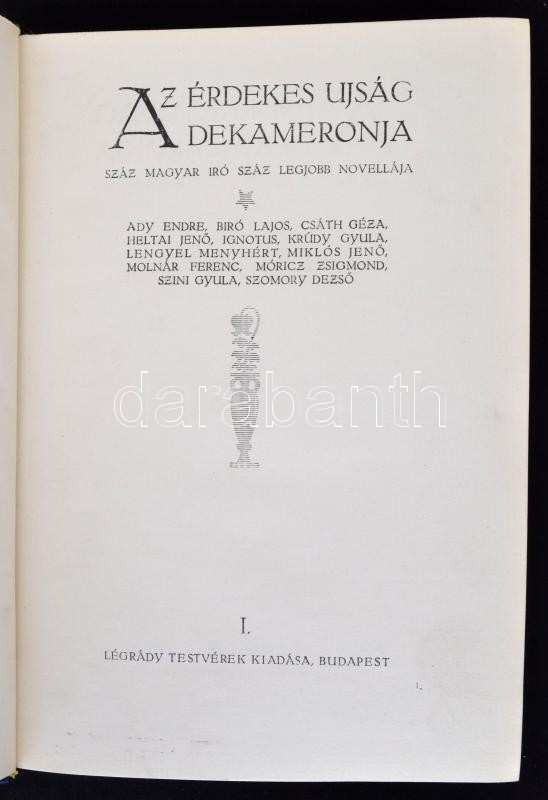 AZ ÉRDEKES UJSÁG
DEKAMERONJA
SZÁZ MAGYAR IRÓ SZÁZ LEGJOBB NOVELLÁJA
ADY ENDRE, BIRÓ LAJOS, CSÁTH GÉZA,
HELTAI JENŐ, IGNOTUS, KRÚDY GYULA,
LENGYEL MENYHÉRT, MIKLÓS JENŐ,
MOLNÁR FERENC, MÓRICZ ZSIGMOND,
SZINI GYULA, SZOMORY DEZSŐ
darabanth
I.
LÉGRÁDY TESTVÉREK KIADÁSA, BUDAPEST
1.